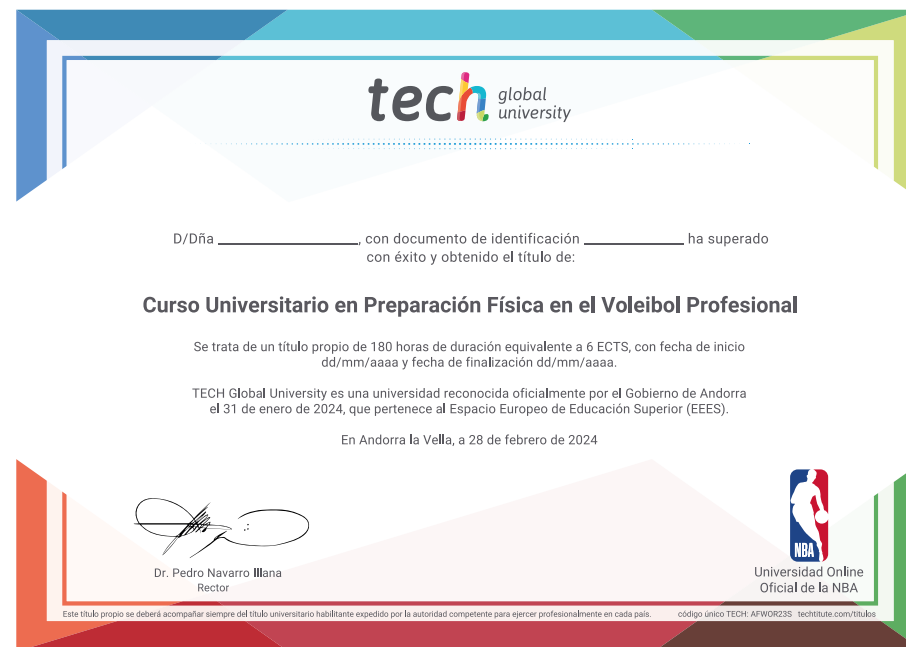 tech global university
D/Dña ____________________, con documento de identificación ______________ ha superado
con éxito y obtenido el título de:
Curso Universitario en Preparación Física en el Voleibol Profesional
Se trata de un título propio de 180 horas de duración equivalente a 6 ECTS, con fecha de inicio
dd/mm/aaaa y fecha de finalización dd/mm/aaaa.
TECH Global University es una universidad reconocida oficialmente por el Gobierno de Andorra
el 31 de enero de 2024, que pertenece al Espacio Europeo de Educación Superior (EEES).
En Andorra la Vella, a 28 de febrero de 2024
NBA
Dr. Pedro Navarro Illana
Rector
Universidad Online
Oficial de la NBA
Este título propio se deberá acompañar siempre del título universitario habilitante expedido por la autoridad competente para ejercer profesionalmente en cada país.
código único TECH: AFWOR23S techtitute.com/titulos